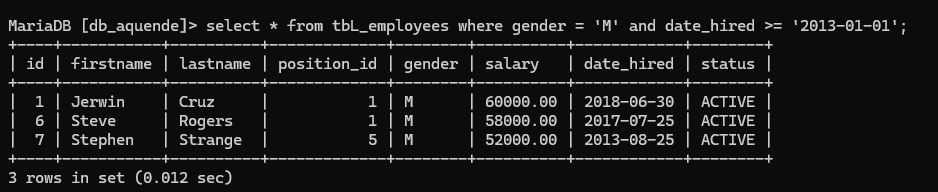 MariaDB [db_aquende]> select * from tbL_employees where gender = 'M' and date_hired >= '2013-01-01';
+----+-----------+----------+-------------+--------+----------+------------+--------+
| id | firstname | lastname | position_id | gender | salary   | date_hired | status |
+----+-----------+----------+-------------+--------+----------+------------+--------+
|  1 | Jerwin    | Cruz     |           1 | M      | 60000.00 | 2018-06-30 | ACTIVE |
|  6 | Steve     | Rogers   |           1 | M      | 58000.00 | 2017-07-25 | ACTIVE |
|  7 | Stephen   | Strange  |           5 | M      | 52000.00 | 2013-08-25 | ACTIVE |
+----+-----------+----------+-------------+--------+----------+------------+--------+
3 rows in set (0.012 sec)